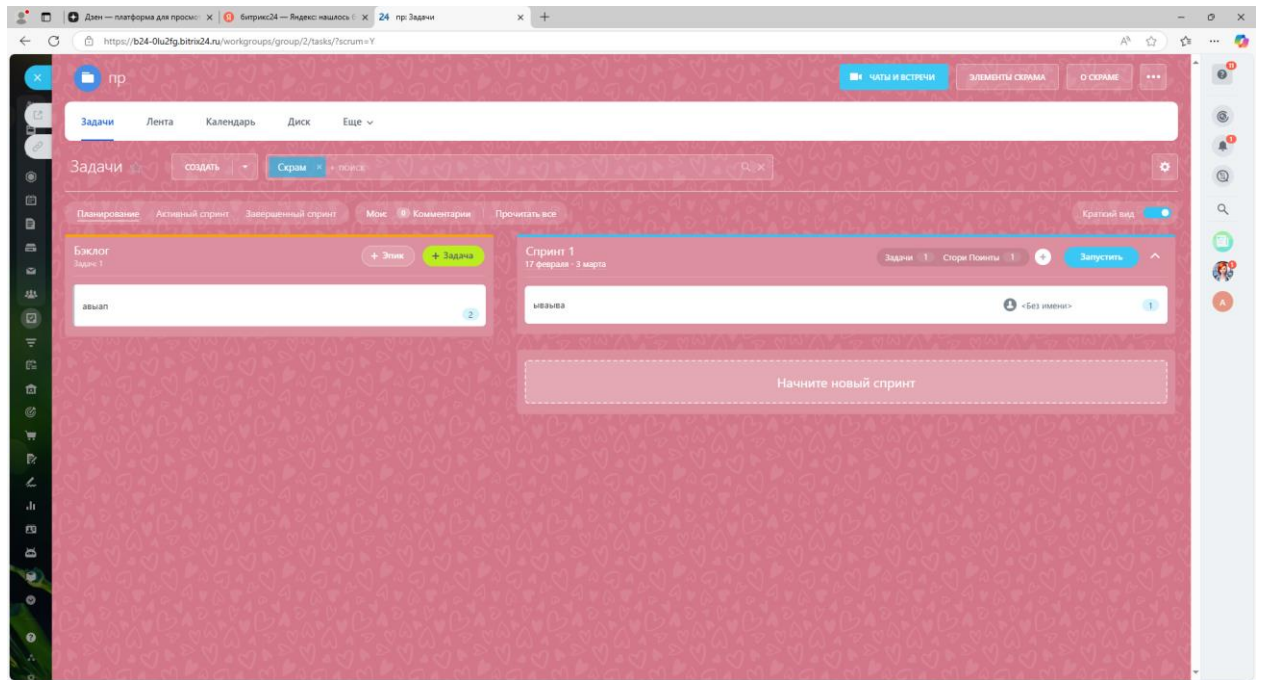 Дзен — платформа для просмо
битрикс24 — Яндекс: нашлось
24 пр: Задачи
https://b24-0lu2fg.bitrix24.ru/workgroups/group/2/tasks/?scrum=Y
пр
ЧАТЫ И ВСТРЕЧИ
ЭЛЕМЕНТЫ СКРАМА
О СКРАМЕ
Задачи Лента Календарь Диск Еще
Задачи
СОЗДАТЬ
Скрам × + поиск
Планирование Активный спринт Завершенный спринт Мои: 0 Комментарии Прочитать все Краткий вид
Бэклог
Задач: 1
+ Эпик
+ Задача
авыап
2
Спринт 1
17 февраля - 3 марта
Задачи 1 Стори Поинты 1
Запустить
ываыва
<Без имени>
1
Начните новый спринт
A